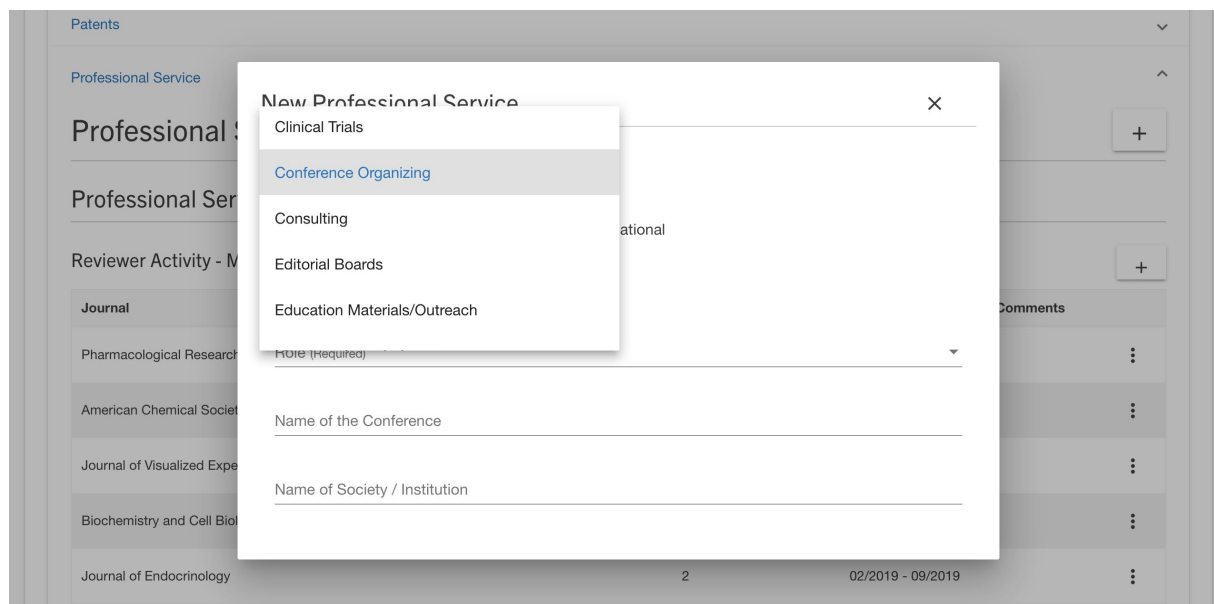 Patents
Professional Service
New Professional Service
Professional
Clinical Trials
Conference Organizing
Professional Ser
Consulting
ational
Reviewer Activity - M
Editorial Boards
Journal
Education Materials/Outreach
Comments
Pharmacological Research
Role (Required)
American Chemical Societ
Name of the Conference
Journal of Visualized Expe
Name of Society / Institution
Biochemistry and Cell Biol
Journal of Endocrinology 2 02/2019 - 09/2019